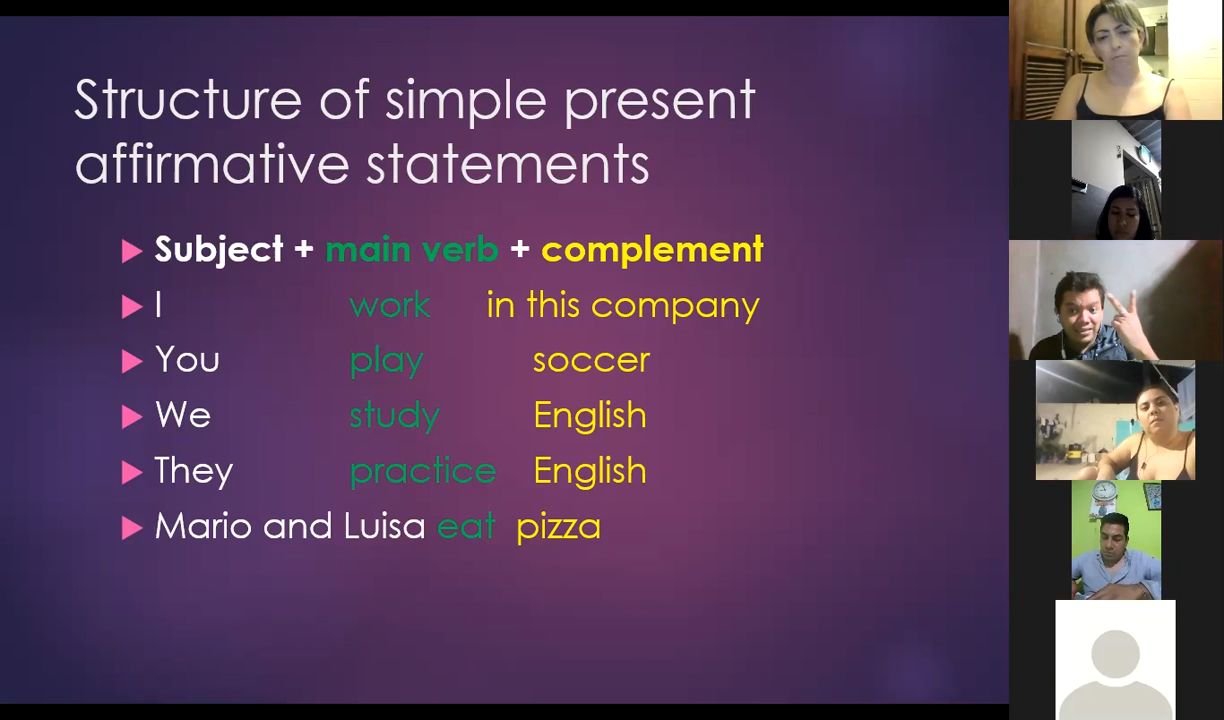 Structure of simple present
affirmative statements
Subject + main verb + complement
I work in this company
You play soccer
We study English
They practice English
Mario and Luisa eat pizza